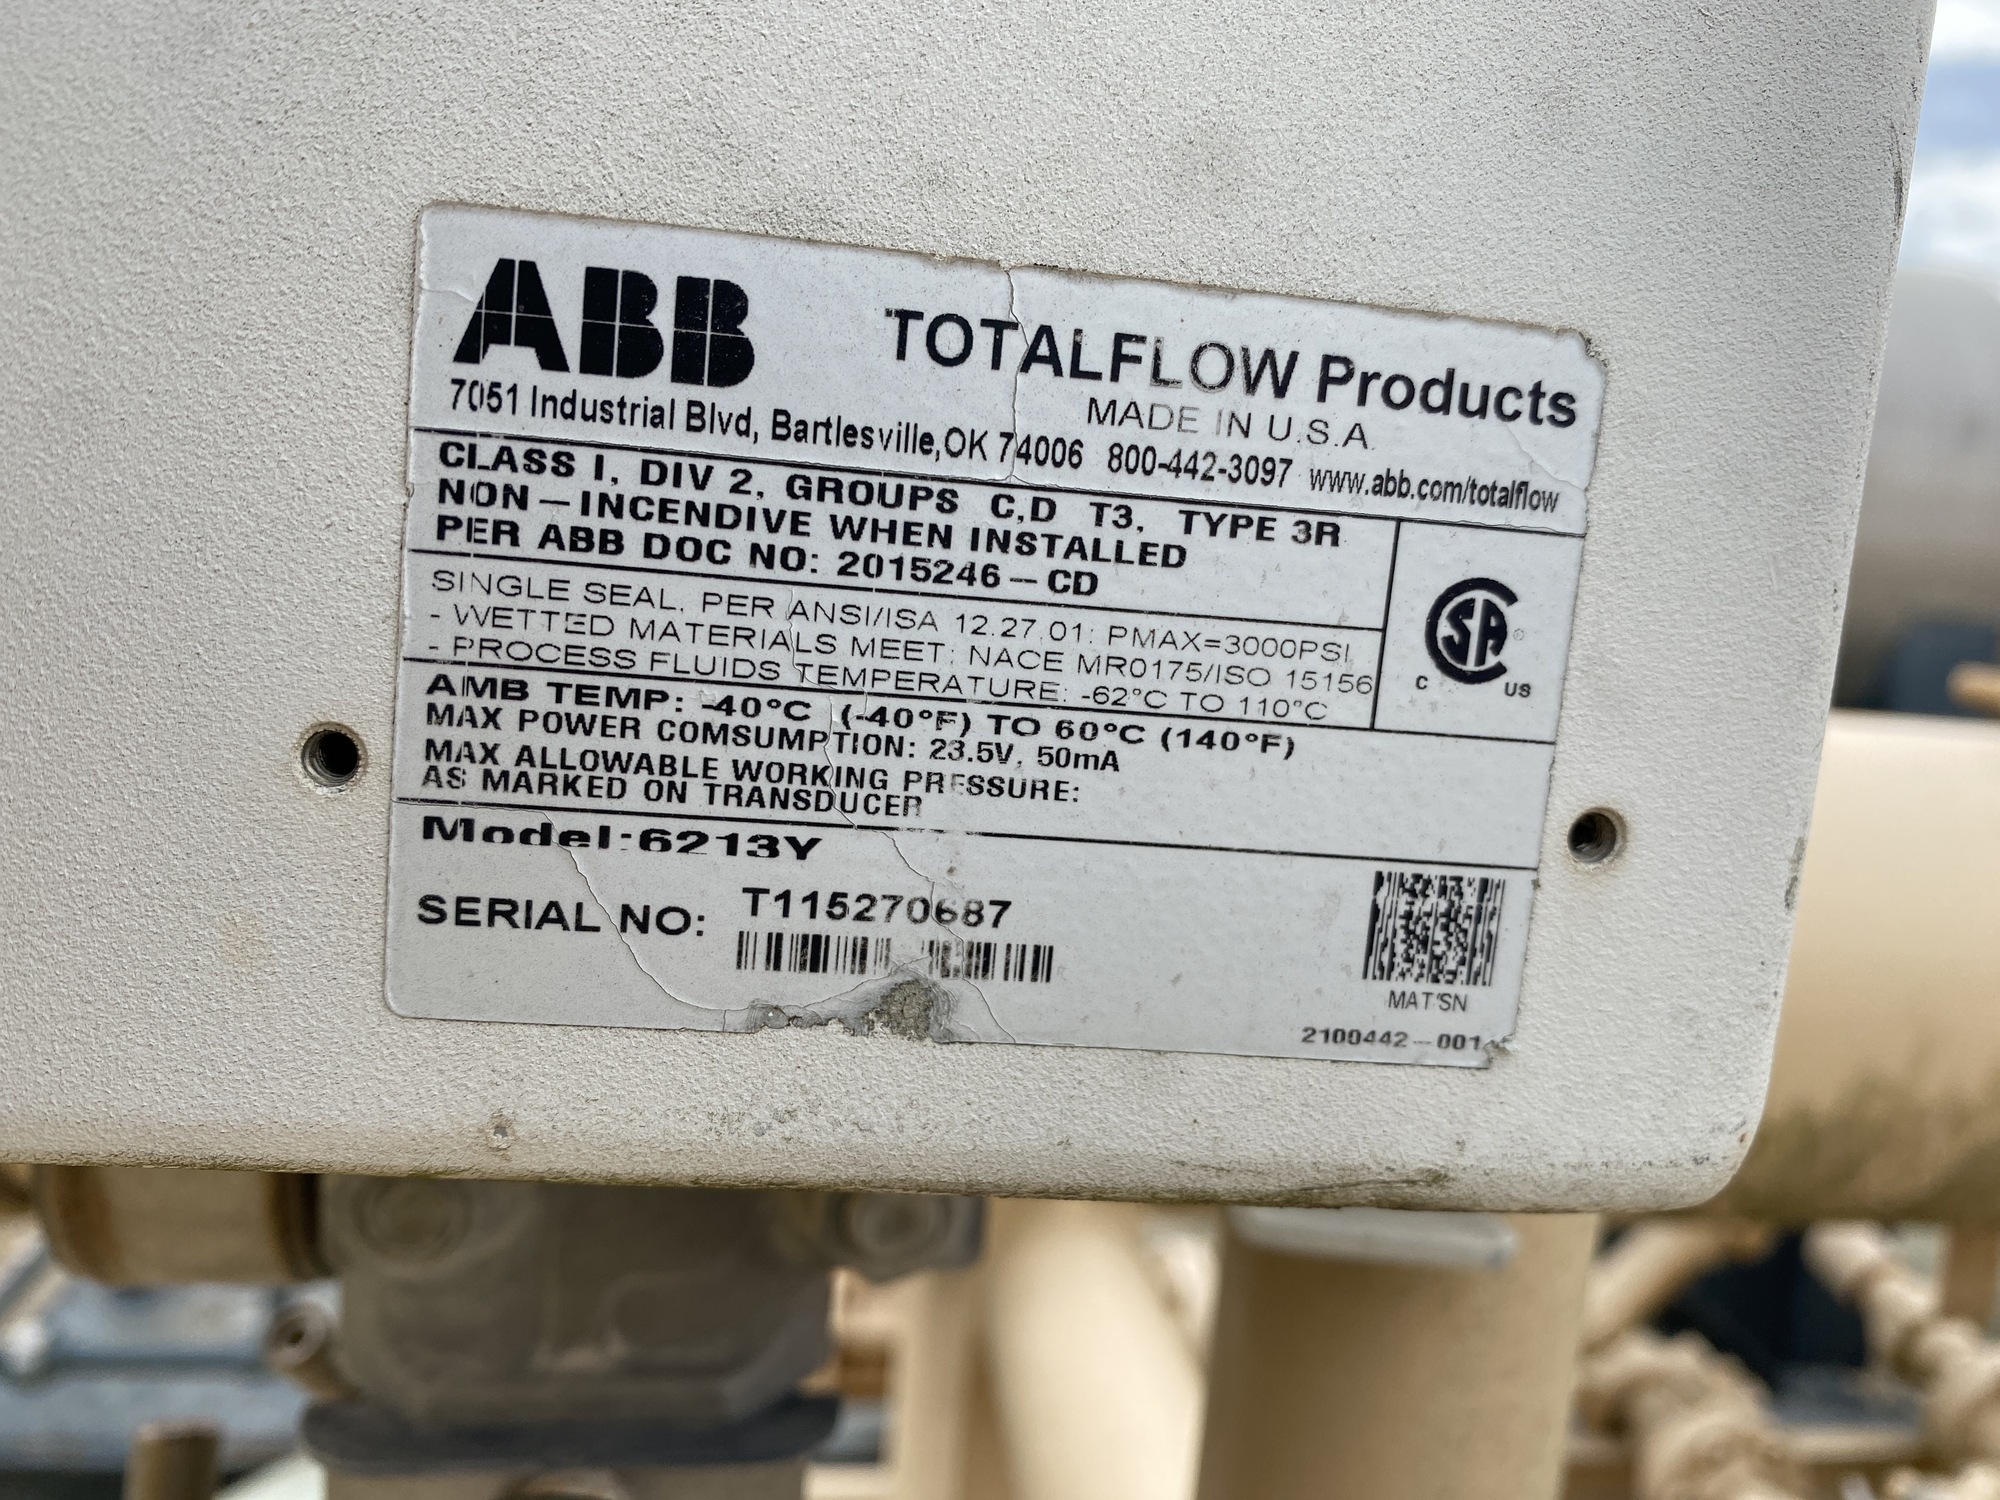 ABB
TOTALFLOW Products
MADE IN U.S.A.
7051 Industrial Blvd, Bartlesville,OK 74006 800-442-3097 www.abb.com/totalflow
CLASS I, DIV 2, GROUPS C,D T3, TYPE 3R
NON-INCENDIVE WHEN INSTALLED
PER ABB DOC NO: 2015246-CD
SINGLE SEAL, PER ANSI/ISA 12.27.01: PMAX=3000PSI
- WETTED MATERIALS MEET: NACE MR0175/ISO 15156
- PROCESS FLUIDS TEMPERATURE: -62°C TO 110°C
C SA ® US
AMB TEMP: -40°C (-40°F) TO 60°C (140°F)
MAX POWER COMSUMPTION: 23.5V, 50mA
MAX ALLOWABLE WORKING PRESSURE:
AS MARKED ON TRANSDUCER
Model:6213Y
SERIAL NO: T115270687
MAT'SN
2100442-001